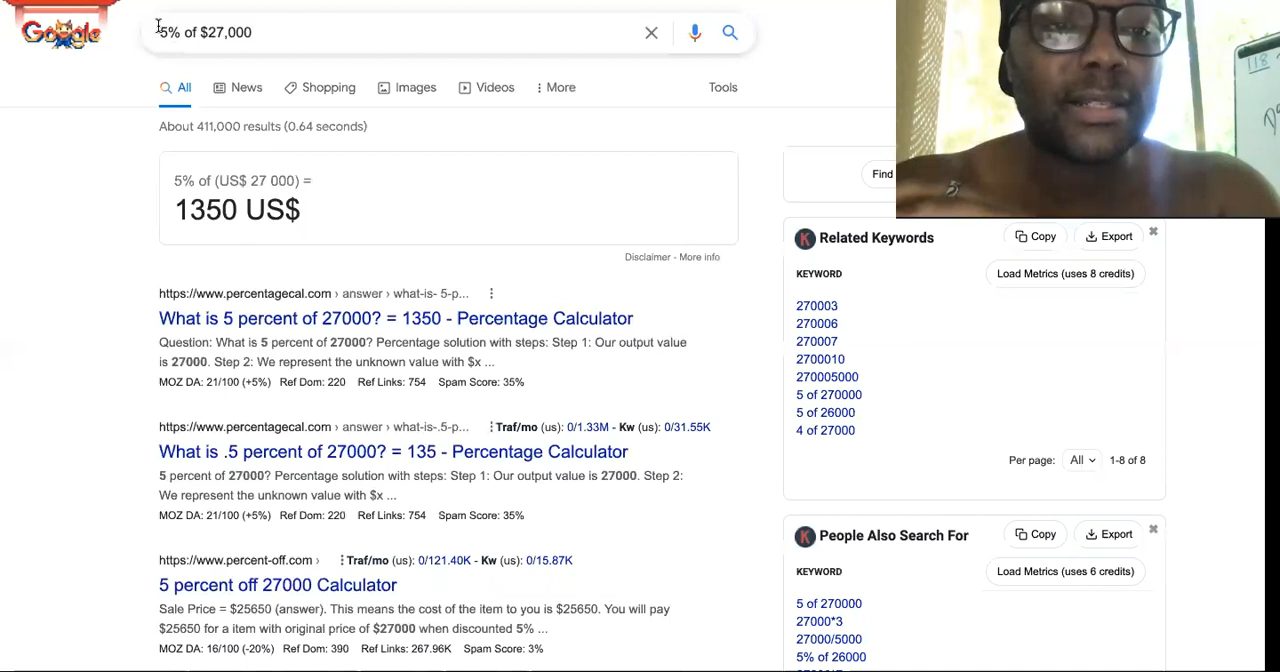 Google
5% of $27,000
All
News
Shopping
Images
Videos
More
Tools
About 411,000 results (0.64 seconds)
5% of (US$ 27 000) =
1350 US$
Disclaimer - More info
https://www.percentagecal.com › answer › what-is- 5-p...
What is 5 percent of 27000? = 1350 - Percentage Calculator
Question: What is 5 percent of 27000? Percentage solution with steps: Step 1: Our output value
is 27000. Step 2: We represent the unknown value with $x ...
MOZ DA: 21/100 (+5%) Ref Dom: 220 Ref Links: 754 Spam Score: 35%
https://www.percentagecal.com › answer › what-is-.5-p... Traf/mo (us): 0/1.33M - Kw (us): 0/31.55K
What is .5 percent of 27000? = 135 - Percentage Calculator
5 percent of 27000? Percentage solution with steps: Step 1: Our output value is 27000. Step 2:
We represent the unknown value with $x ...
MOZ DA: 21/100 (+5%) Ref Dom: 220 Ref Links: 754 Spam Score: 35%
https://www.percent-off.com › Traf/mo (us): 0/121.40K - Kw (us): 0/15.87K
5 percent off 27000 Calculator
Sale Price = $25650 (answer). This means the cost of the item to you is $25650. You will pay
$25650 for a item with original price of $27000 when discounted 5% ...
MOZ DA: 16/100 (-20%) Ref Dom: 390 Ref Links: 267.96K Spam Score: 3%
Find
118
K Related Keywords
Copy
Export
KEYWORD
Load Metrics (uses 8 credits)
270003
270006
270007
2700010
270005000
5 of 270000
5 of 26000
4 of 27000
Per page: All 1-8 of 8
K People Also Search For
Copy
Export
KEYWORD
Load Metrics (uses 6 credits)
5 of 270000
27000*3
27000/5000
5% of 26000